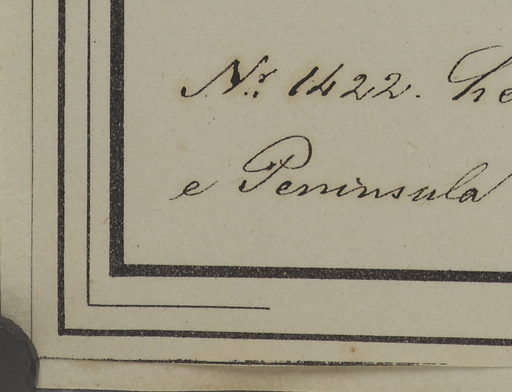 Nr. 1422.
e Peninsula